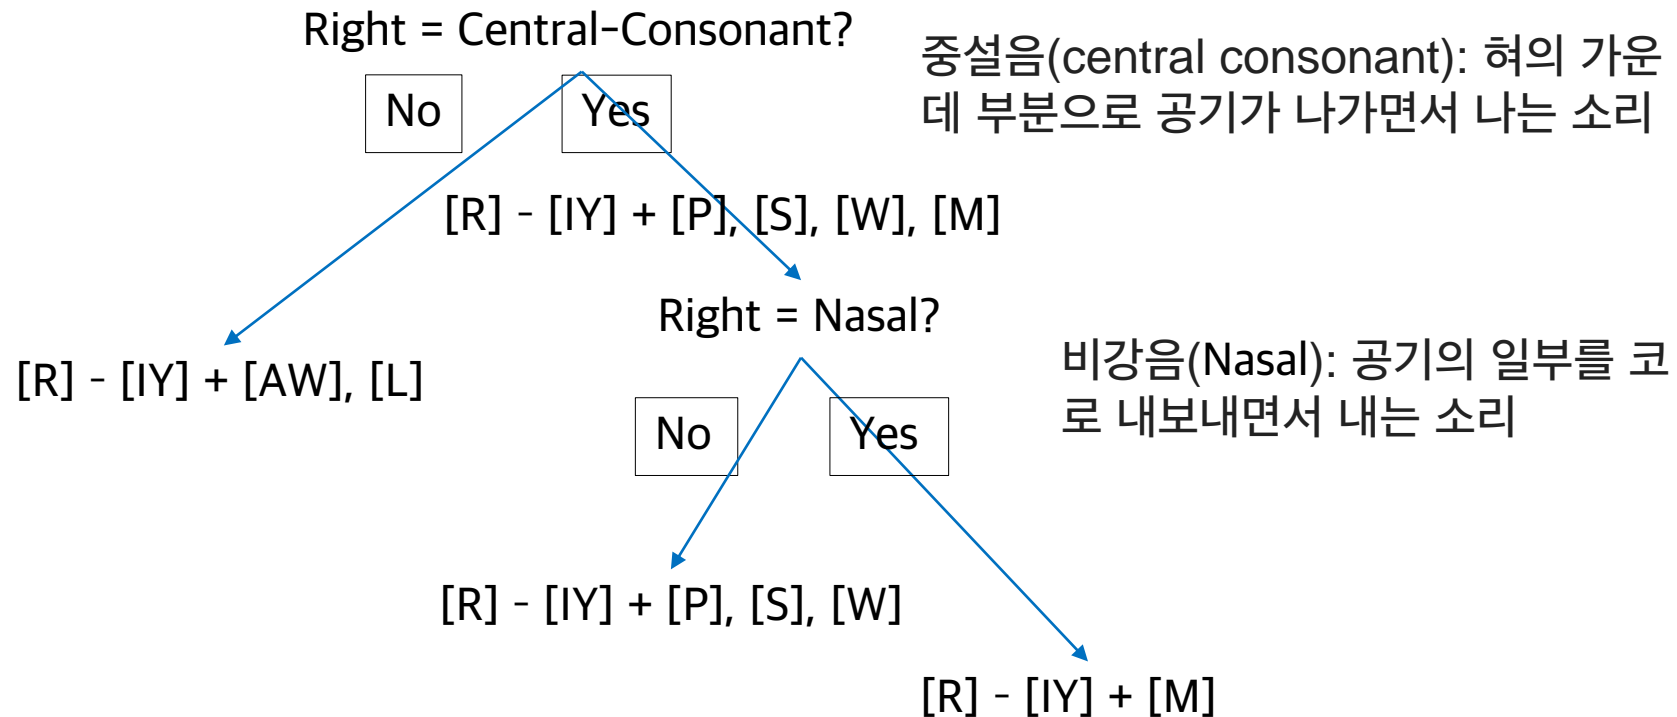 Right = Central-Consonant?
중설음(central consonant): 혀의 가운
데 부분으로 공기가 나가면서 나는 소리
No
Yes
[R] - [IY] + [P], [S], [W], [M]
Right = Nasal?
비강음(Nasal): 공기의 일부를 코
로 내보내면서 내는 소리
[R] - [IY] + [AW], [L]
No
Yes
[R] - [IY] + [P], [S], [W]
[R] - [IY] + [M]